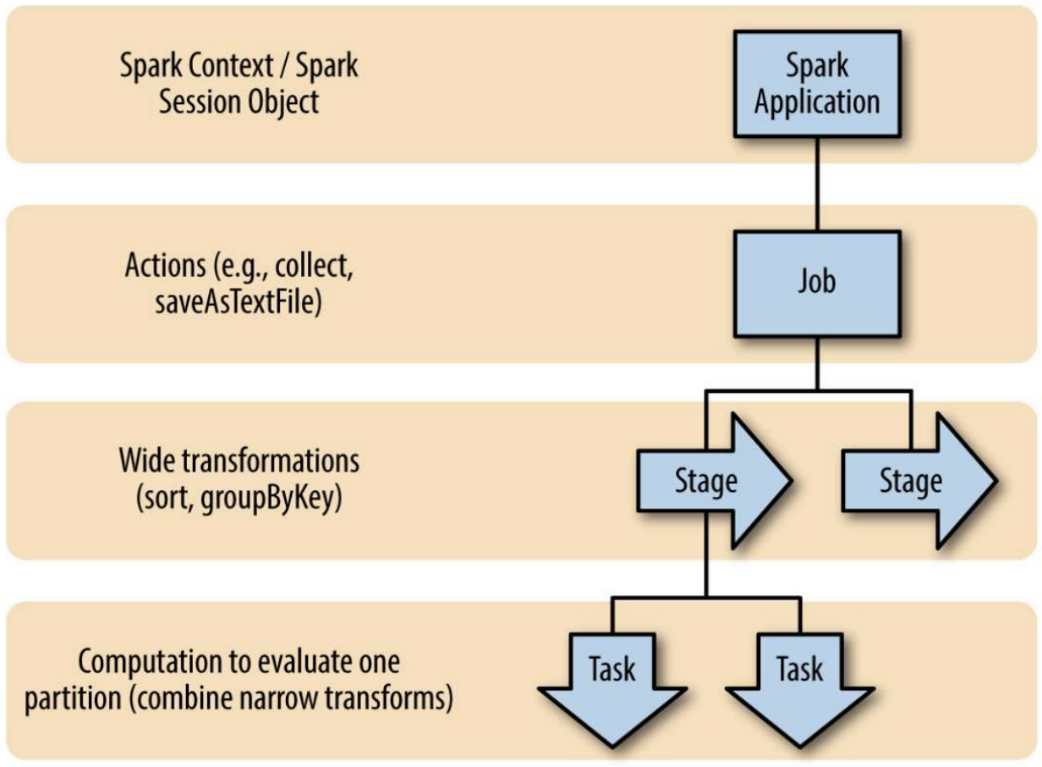 Spark Context / Spark
Session Object
Spark
Application
Actions (e.g., collect,
saveAsTextFile)
Job
Wide transformations
(sort, groupByKey)
Stage
Stage
Computation to evaluate one
partition (combine narrow transforms)
Task
Task